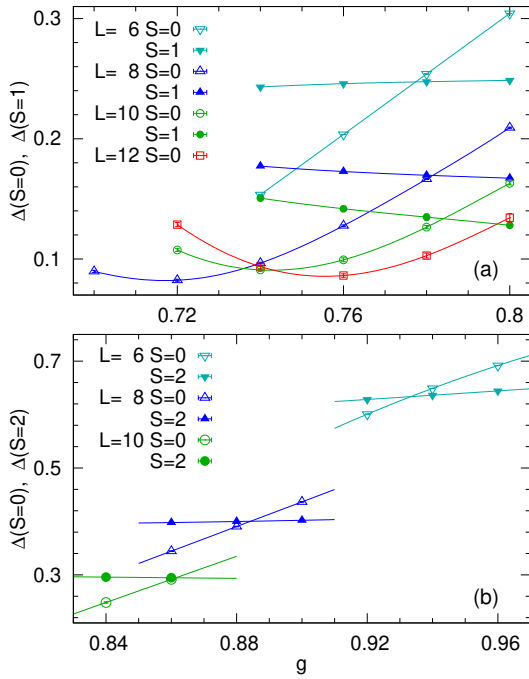 0.3
L= 6 S=0
S=1
L= 8 S=0
S=1
L=10 S=0
S=1
L=12 S=0
0.2
0.1
Δ(S=0), Δ(S=1)
(a)
0.72 0.76 0.8
0.7
L= 6 S=0
S=2
L= 8 S=0
S=2
L=10 S=0
S=2
0.5
0.3
Δ(S=0), Δ(S=2)
(b)
0.84 0.88 0.92 0.96
g